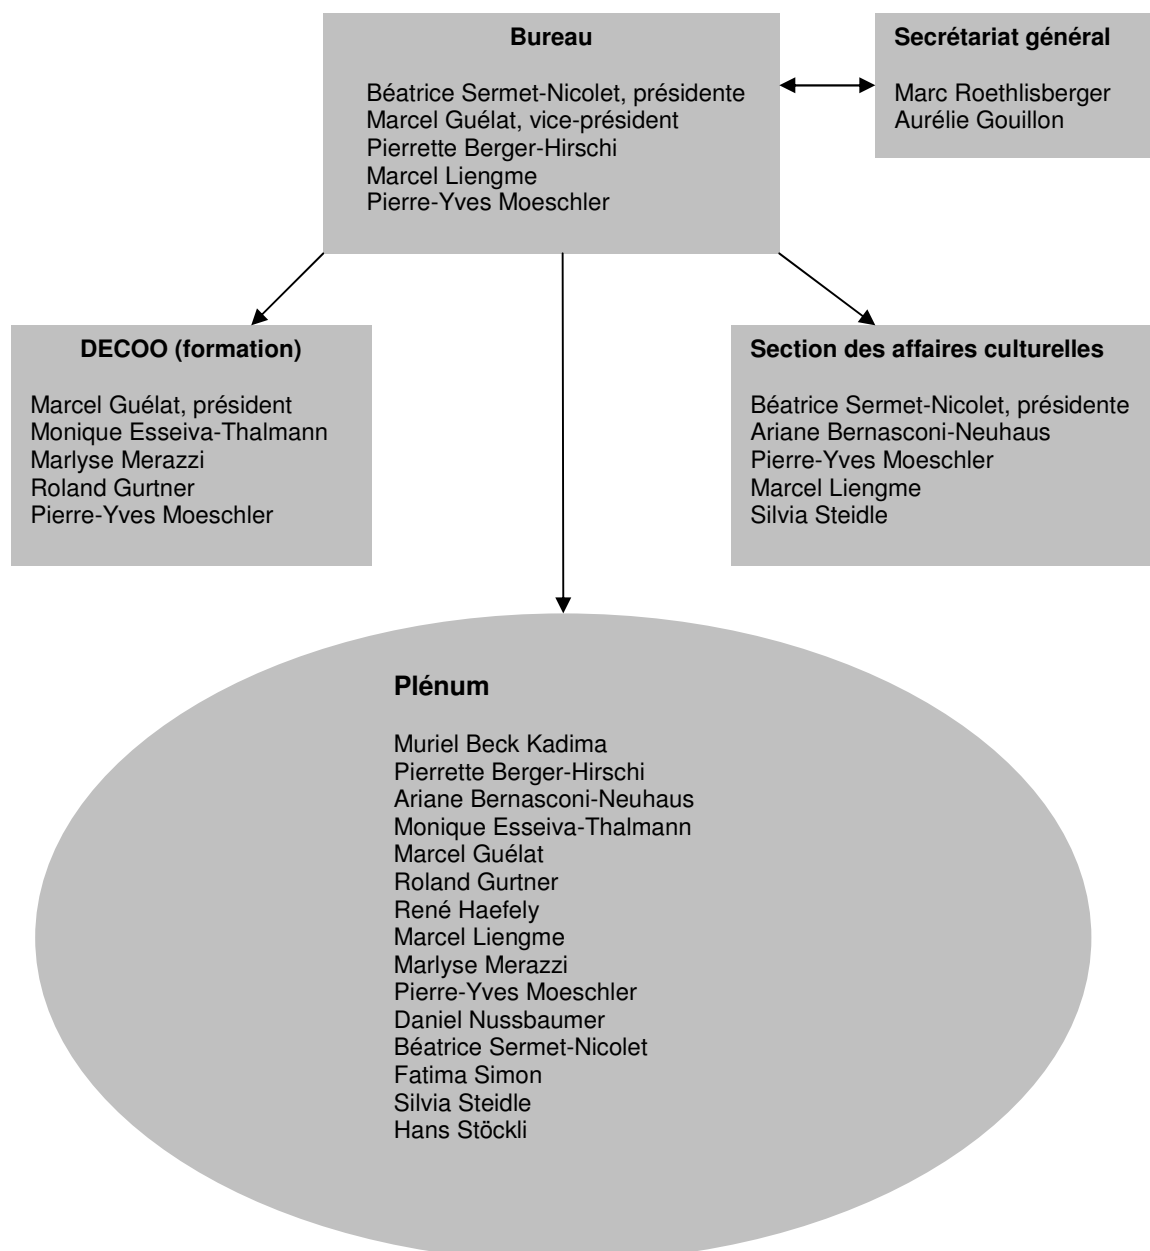 Bureau
Béatrice Sermet-Nicolet, présidente
Marcel Guélat, vice-président
Pierrette Berger-Hirschi
Marcel Liengme
Pierre-Yves Moeschler
Secrétariat général
Marc Roethlisberger
Aurélie Gouillon
DECOO (formation)
Marcel Guélat, président
Monique Esseiva-Thalmann
Marlyse Merazzi
Roland Gurtner
Pierre-Yves Moeschler
Section des affaires culturelles
Béatrice Sermet-Nicolet, présidente
Ariane Bernasconi-Neuhaus
Pierre-Yves Moeschler
Marcel Liengme
Silvia Steidle
Plénum
Muriel Beck Kadima
Pierrette Berger-Hirschi
Ariane Bernasconi-Neuhaus
Monique Esseiva-Thalmann
Marcel Guélat
Roland Gurtner
René Haefely
Marcel Liengme
Marlyse Merazzi
Pierre-Yves Moeschler
Daniel Nussbaumer
Béatrice Sermet-Nicolet
Fatima Simon
Silvia Steidle
Hans Stöckli